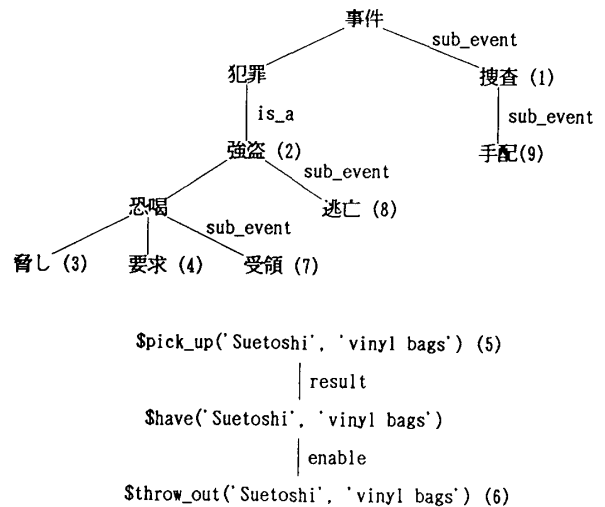 事件
sub_event
犯罪
捜査 (1)
is_a
sub_event
強盗 (2)
手配(9)
sub_event
恐喝
逃亡 (8)
sub_event
脅し (3)
要求 (4)
受領 (7)
$pick_up('Suetoshi', 'vinyl bags') (5)
result
$have('Suetoshi', 'vinyl bags')
enable
$throw_out('Suetoshi', 'vinyl bags') (6)